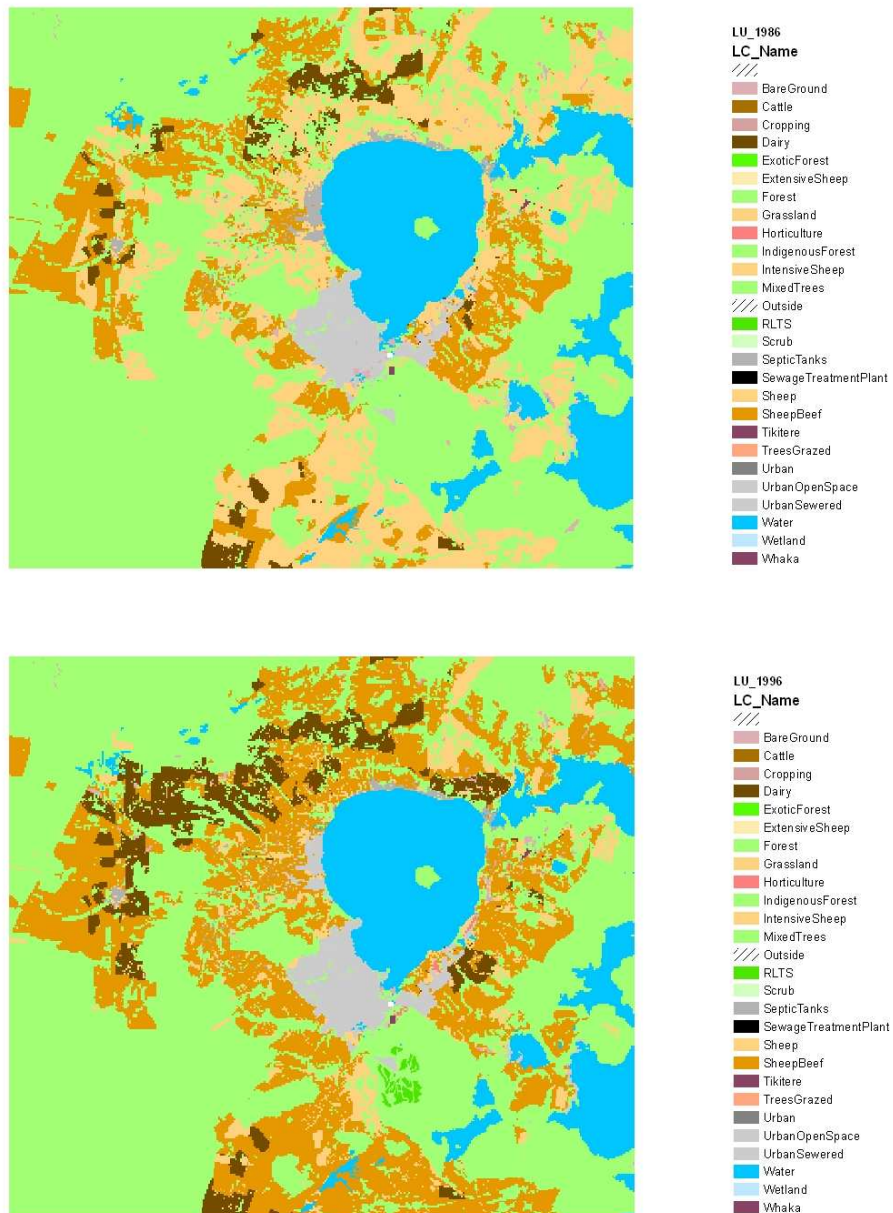 LU_1986
LC_Name
BareGround
Cattle
Cropping
Dairy
ExoticForest
ExtensiveSheep
Forest
Grassland
Horticulture
IndigenousForest
IntensiveSheep
MixedTrees
Outside
RLTS
Scrub
SepticTanks
SewageTreatmentPlant
Sheep
SheepBeef
Tikitere
TreesGrazed
Urban
UrbanOpenSpace
UrbanSewered
Water
Wetland
Whaka
LU_1996
LC_Name
BareGround
Cattle
Cropping
Dairy
ExoticForest
ExtensiveSheep
Forest
Grassland
Horticulture
IndigenousForest
IntensiveSheep
MixedTrees
Outside
RLTS
Scrub
SepticTanks
SewageTreatmentPlant
Sheep
SheepBeef
Tikitere
TreesGrazed
Urban
UrbanOpenSpace
UrbanSewered
Water
Wetland
Whaka